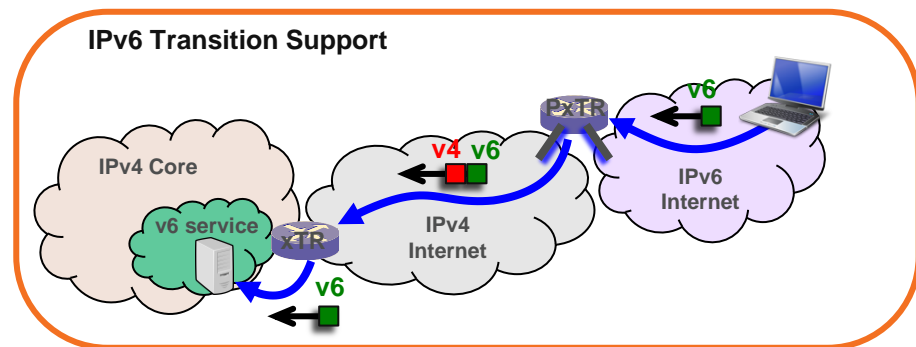 IPv6 Transition Support
PxTR
v6
v4 v6
IPv4 Core
IPv6
Internet
v6 service
xTR
IPv4
Internet
v6